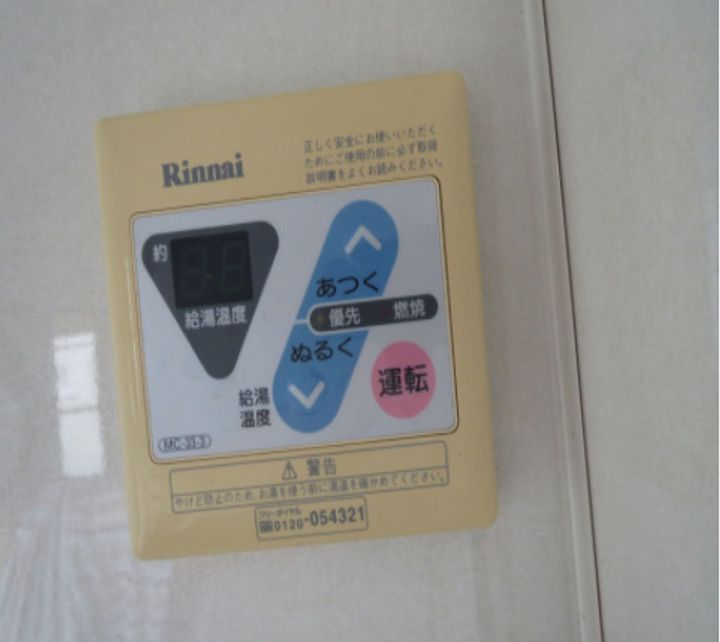 Rinnai
正しく安全にお使いいただく
ためにご使用の前に必ず取扱
説明書をよくお読みください。
約
給湯温度
あつく
優先 燃焼
ぬるく
運転
給湯
温度
MC-33-3
⚠ 警告
やけど防止のため、お湯を使う前に湯温を確かめてください。
フリーダイヤル
0120-054321